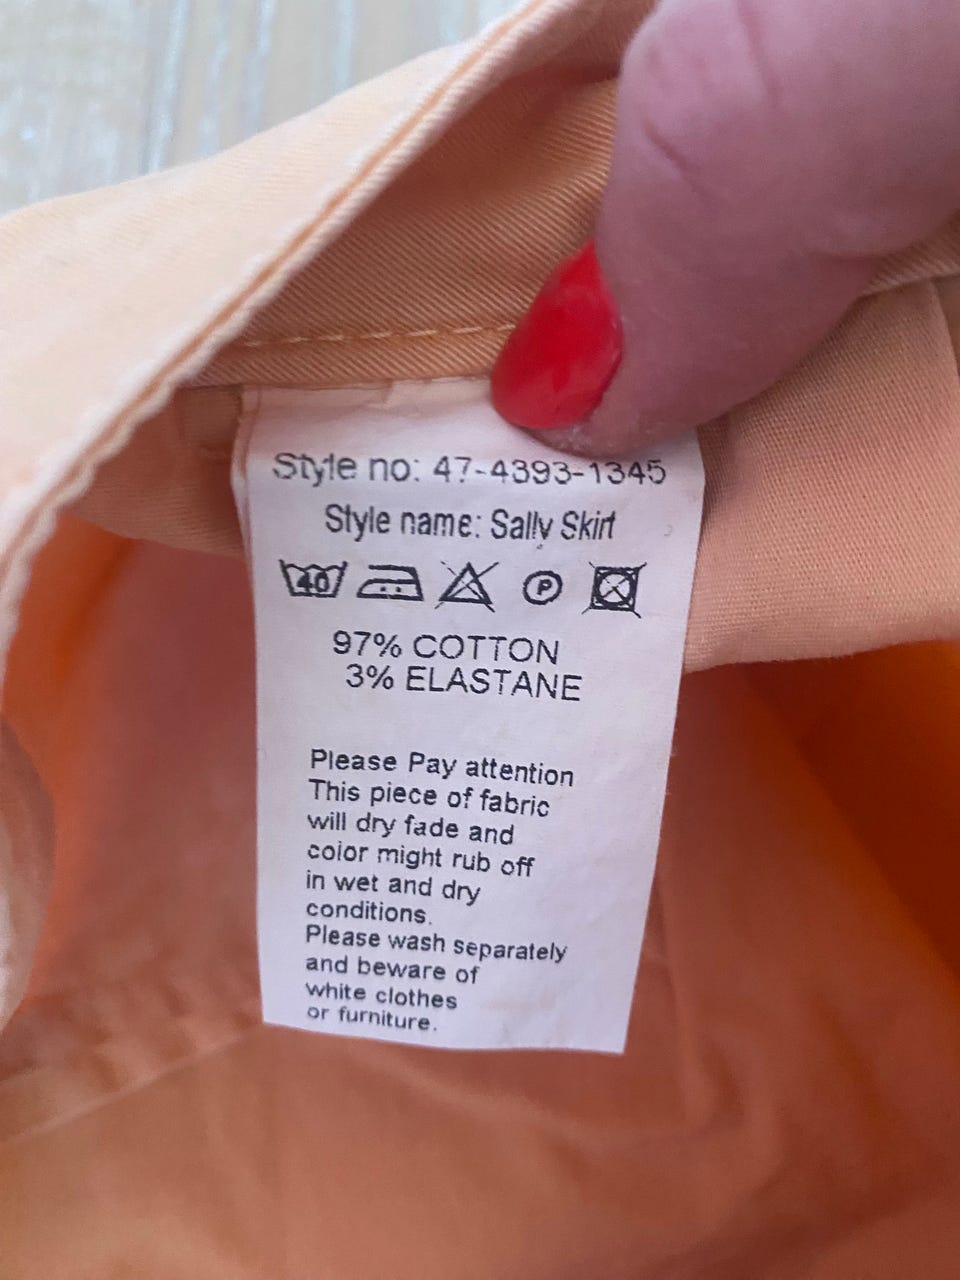 Style no: 47-4393-1345
Style name: Sally Skirt
40 P
97% COTTON
3% ELASTANE
Please Pay attention
This piece of fabric
will dry fade and
color might rub off
in wet and dry
conditions.
Please wash separately
and beware of
white clothes
or furniture.